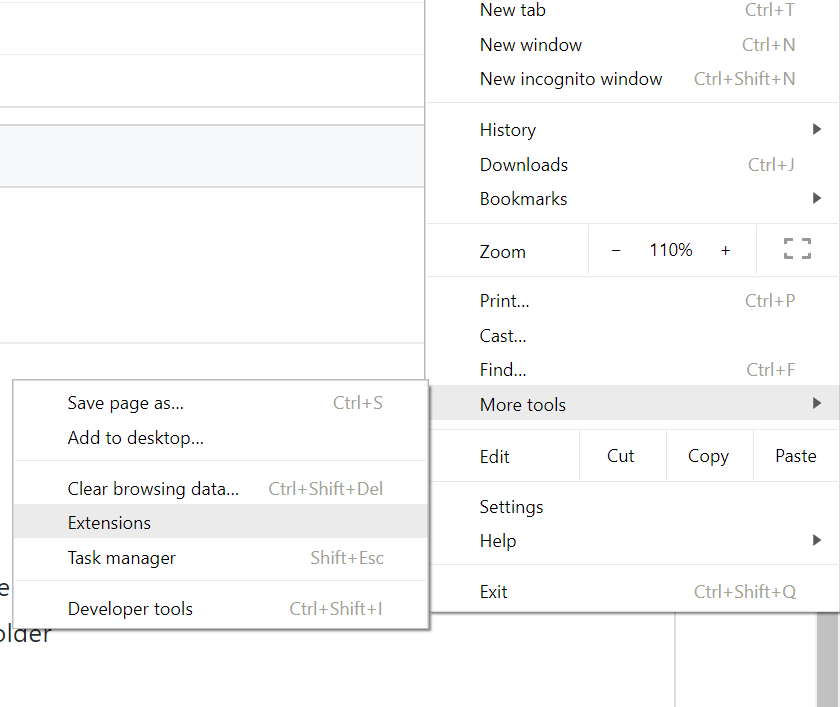 New tab Ctrl+T
New window Ctrl+N
New incognito window Ctrl+Shift+N
History
Downloads Ctrl+J
Bookmarks
Zoom − 110% +
Print... Ctrl+P
Cast...
Find... Ctrl+F
More tools
Edit Cut Copy Paste
Settings
Help
Exit Ctrl+Shift+Q
Save page as... Ctrl+S
Add to desktop...
Clear browsing data... Ctrl+Shift+Del
Extensions
Task manager Shift+Esc
Developer tools Ctrl+Shift+I